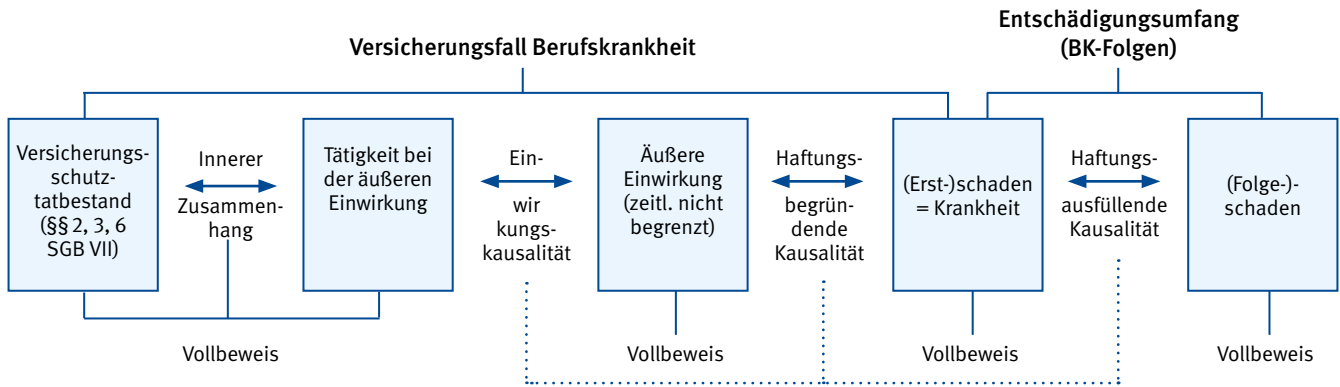 Entschädigungsumfang
(BK-Folgen)
Versicherungsfall Berufskrankheit
Versicherungs-
schutz-
tatbestand
(§§ 2, 3, 6
SGB VII)
Innerer
Zusammen-
hang
Tätigkeit bei
der äußeren
Einwirkung
Ein-
wir
kungs-
kausalität
Äußere
Einwirkung
(zeitl. nicht
begrenzt)
Haftungs-
begrün-
dende
Kausalität
(Erst-)schaden
= Krankheit
Haftungs-
ausfüllende
Kausalität
(Folge-)-
schaden
Vollbeweis
Vollbeweis
Vollbeweis
Vollbeweis